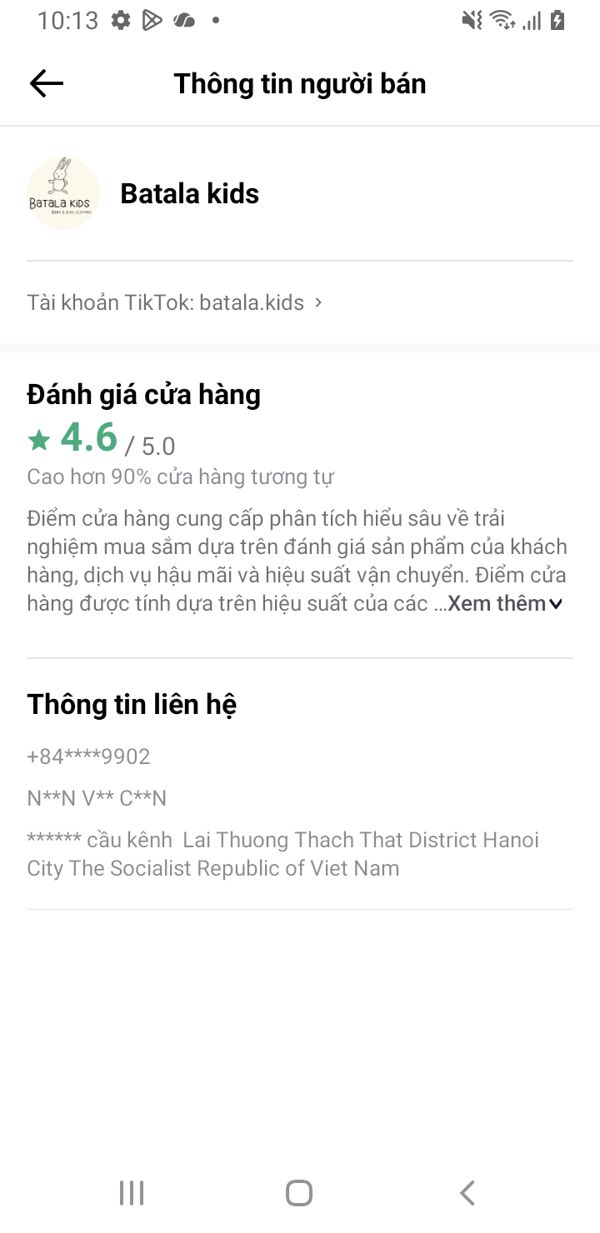 10:13
Thông tin người bán
BATALA KIDS
Batala kids
Tài khoản TikTok: batala.kids
Đánh giá cửa hàng
4.6 / 5.0
Cao hơn 90% cửa hàng tương tự
Điểm cửa hàng cung cấp phân tích hiểu sâu về trải
nghiệm mua sắm dựa trên đánh giá sản phẩm của khách
hàng, dịch vụ hậu mãi và hiệu suất vận chuyển. Điểm cửa
hàng được tính dựa trên hiệu suất của các ...Xem thêm
Thông tin liên hệ
+84****9902
N**N V** C**N
****** cầu kênh  Lai Thuong Thach That District Hanoi
City The Socialist Republic of Viet Nam